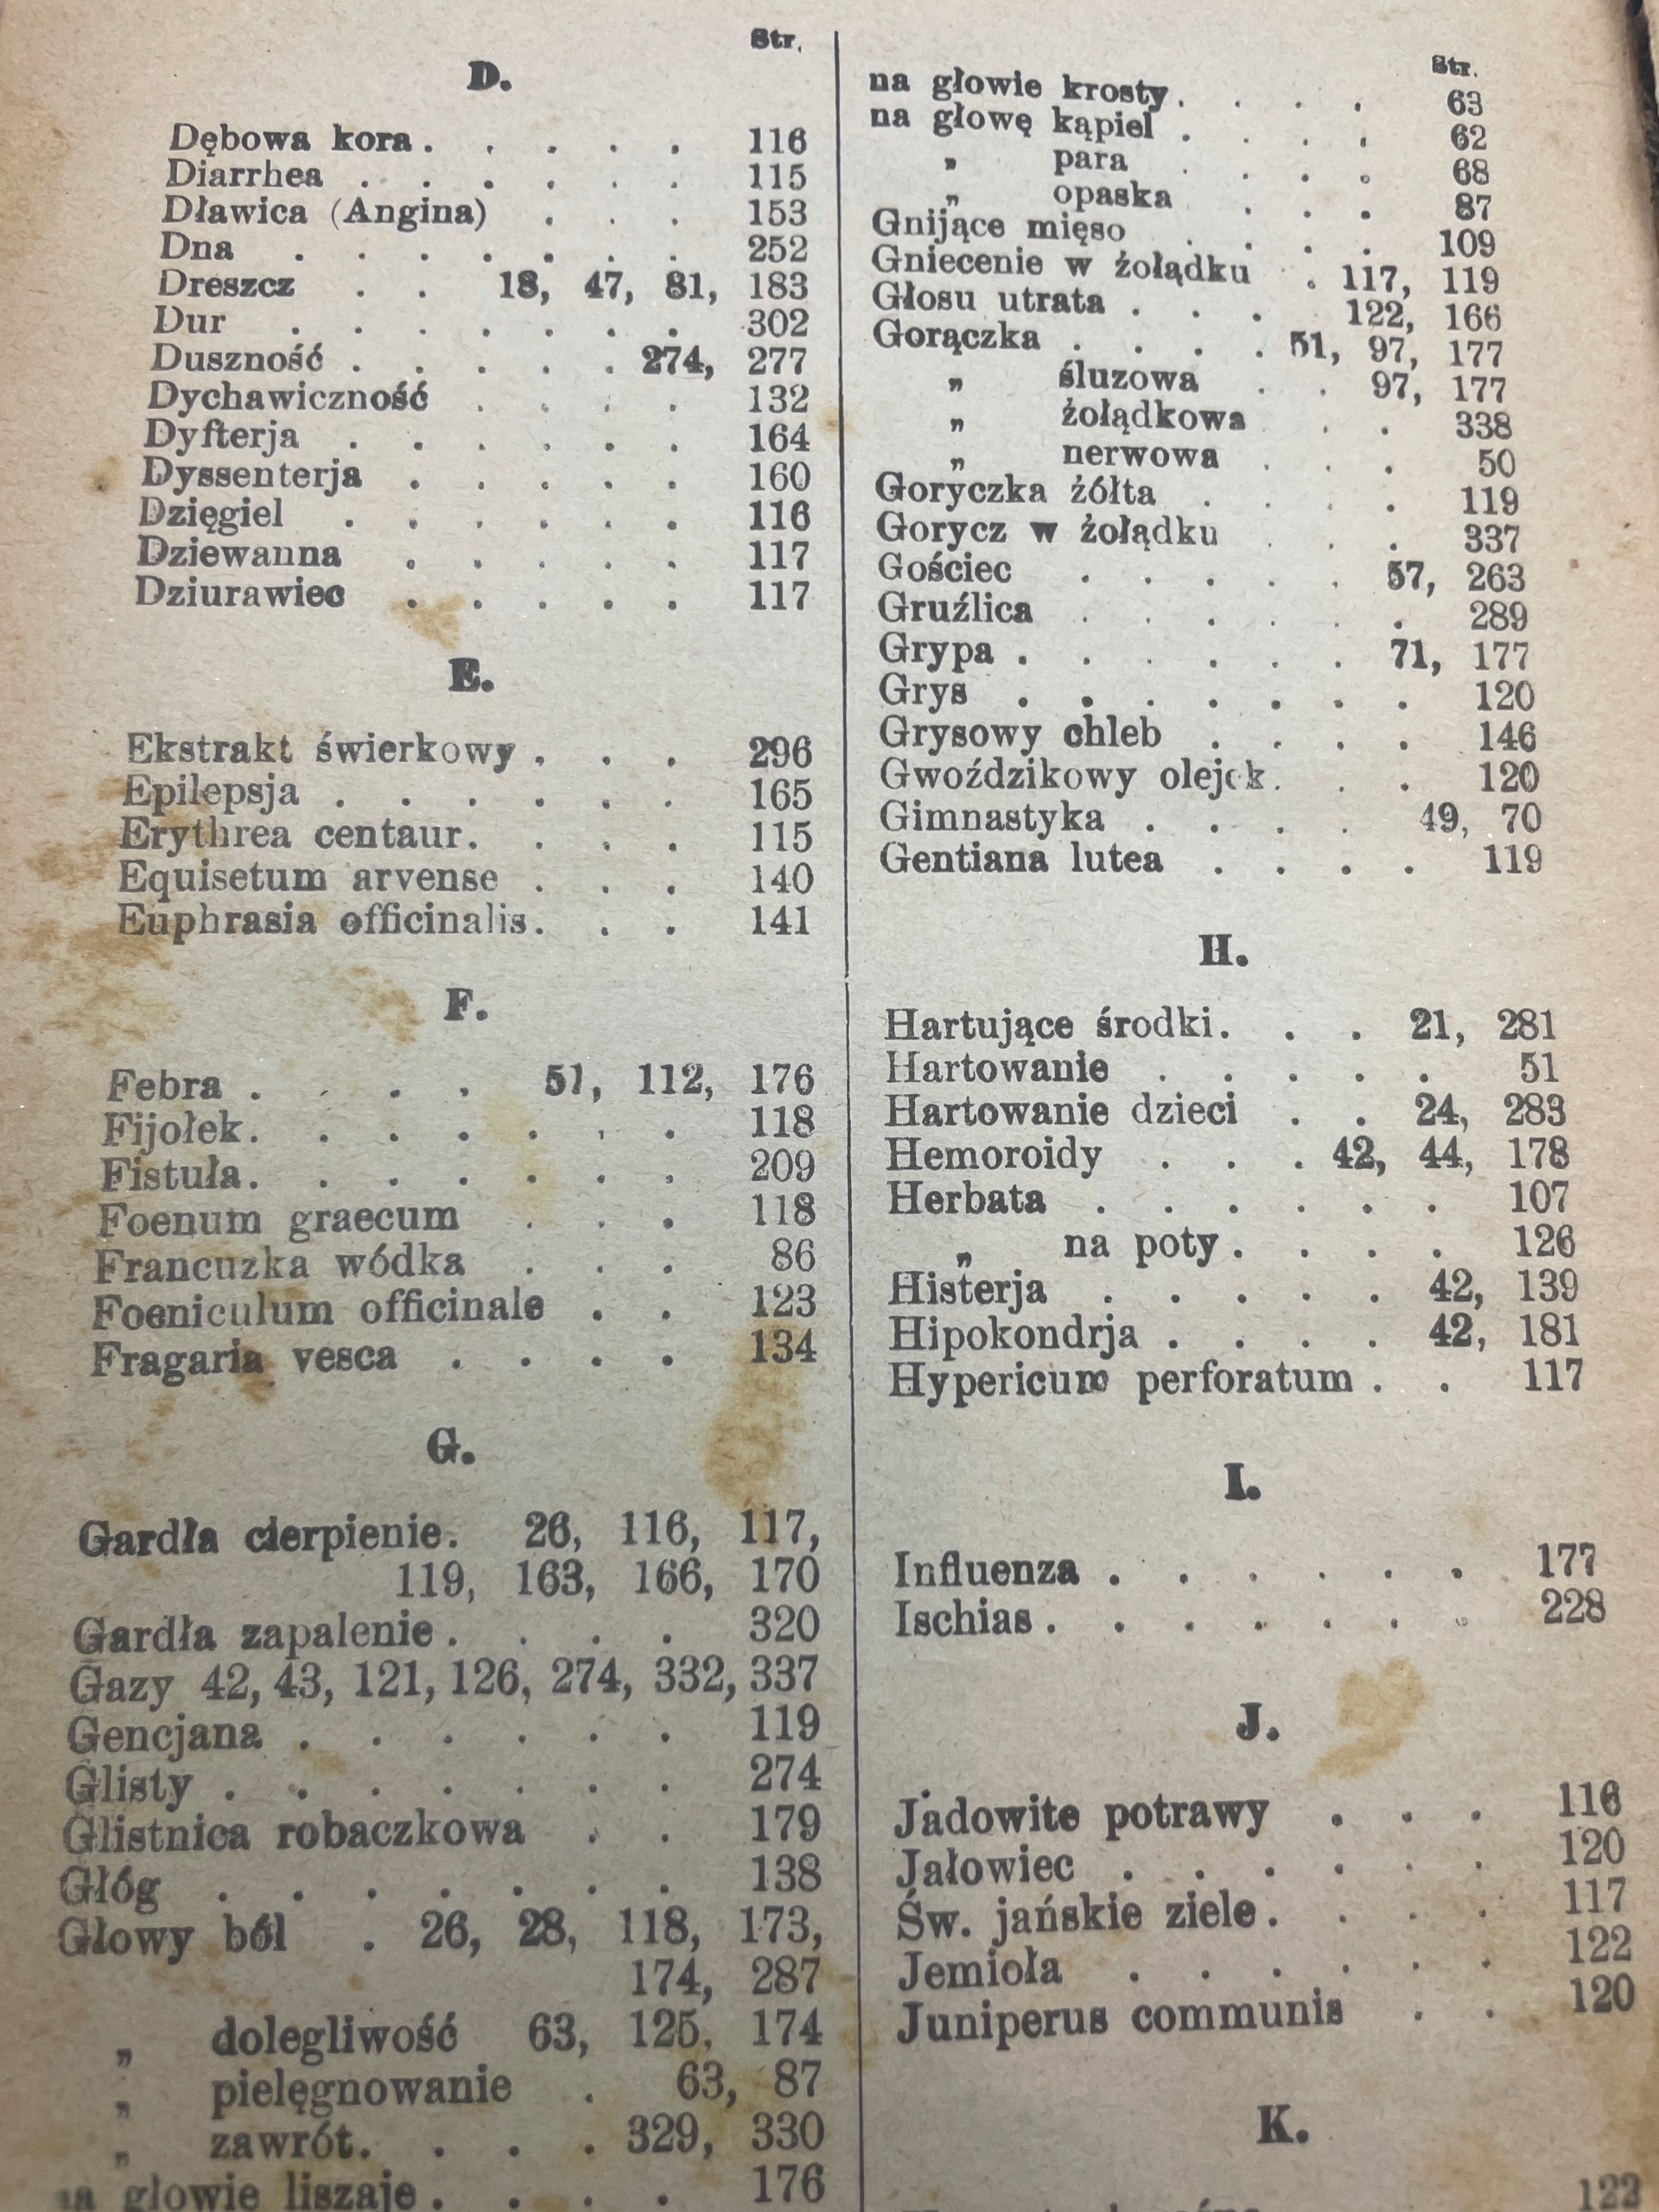 Str.
D.
Dębowa kora . . . . . 116
Diarrhea . . . . . . 115
Dławica (Angina) . . . 153
Dna . . . . . . . 252
Dreszcz . . 18, 47, 81, 183
Dur . . . . . . . 302
Duszność . . . . . 274, 277
Dychawiczność . . . . 132
Dyfterja . . . . . . 164
Dyssenterja . . . . . 160
Dzięgiel . . . . . . 116
Dziewanna . . . . . 117
Dziurawiec . . . . . 117
E.
Ekstrakt świerkowy . . . 296
Epilepsja . . . . . . 165
Erythrea centaur. . . . 115
Equisetum arvense . . . 140
Euphrasia officinalis. . . 141
F.
Febra . . . . 51, 112, 176
Fijołek. . . . . . . 118
Fistuła. . . . . . . 209
Foenum graecum . . . 118
Francuzka wódka . . . 86
Foeniculum officinale . . 123
Fragaria vesca . . . . 134
G.
Gardła cierpienie. 26, 116, 117,
119, 163, 166, 170
Gardła zapalenie . . . . 320
Gazy 42, 43, 121, 126, 274, 332, 337
Gencjana . . . . . . 119
Glisty . . . . . . . 274
Glistnica robaczkowa . . 179
Głóg . . . . . . . 138
Głowy ból . 26, 28, 118, 173,
174, 287
„ dolegliwość 63, 125, 174
„ pielęgnowanie . 63, 87
„ zawrót. . . . 329, 330
na głowie liszaje . . . . 176
Str.
na głowie krosty . . . . 63
na głowę kąpiel . . . . 62
„ para . . . . 68
„ opaska . . . 87
Gnijące mięso . . . . 109
Gniecenie w żołądku . 117, 119
Głosu utrata . . . 122, 166
Gorączka . . . . 51, 97, 177
„ śluzowa . . 97, 177
„ żołądkowa . . 338
„ nerwowa . . . 50
Goryczka żółta . . . . 119
Gorycz w żołądku . . . 337
Gościec . . . . . 57, 263
Gruźlica . . . . . . 289
Grypa . . . . . . 71, 177
Grys . . . . . . . 120
Grysowy chleb . . . . 146
Gwoździkowy olejek . . . 120
Gimnastyka . . . . 49, 70
Gentiana lutea . . . . 119
H.
Hartujące środki. . . 21, 281
Hartowanie . . . . . 51
Hartowanie dzieci . . 24, 283
Hemoroidy . . . 42, 44, 178
Herbata . . . . . . 107
„ na poty . . . . 126
Histerja . . . . . 42, 139
Hipokondrja . . . . 42, 181
Hypericum perforatum . . 117
I.
Influenza . . . . . . 177
Ischias . . . . . . . 228
J.
Jadowite potrawy . . . 116
Jałowiec . . . . . . 120
Św. jańskie ziele . . . . 117
Jemioła . . . . . . 122
Juniperus communis . . 120
K.
122